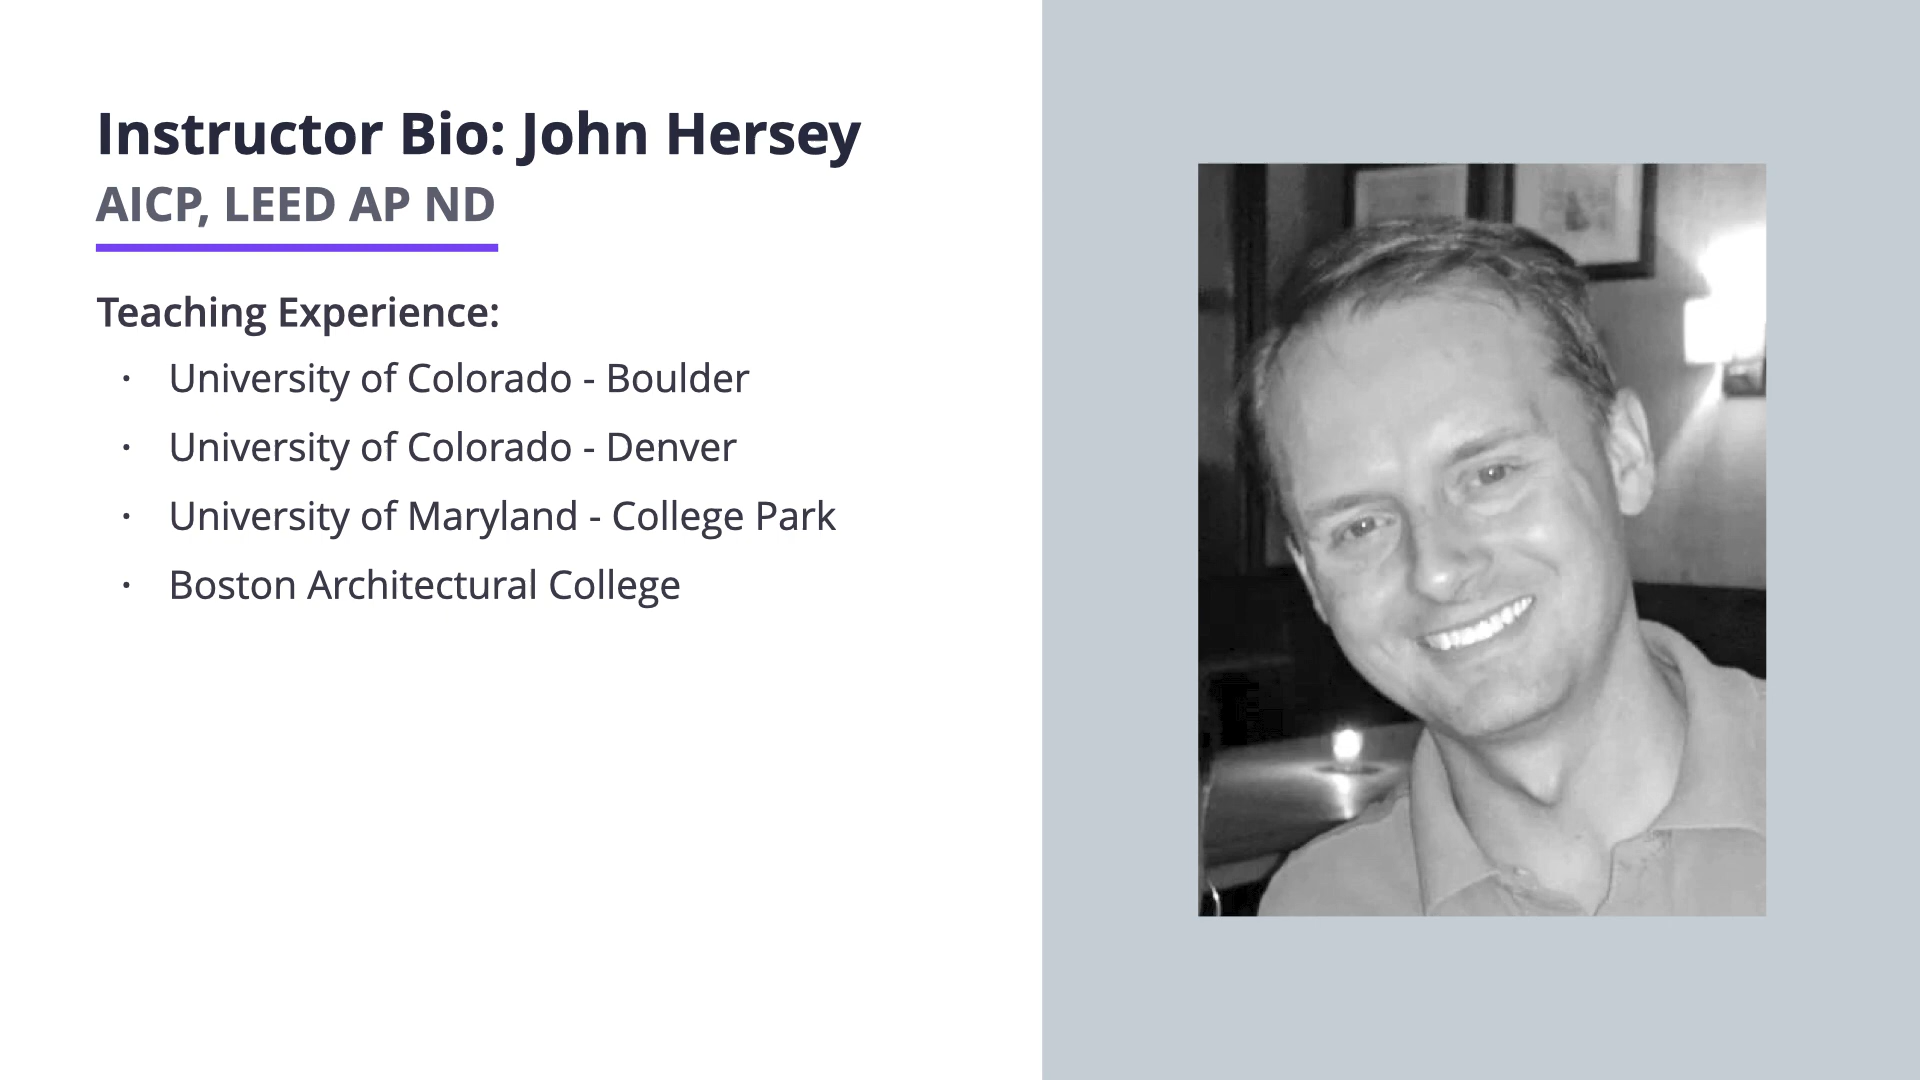 Instructor Bio: John Hersey
AICP, LEED AP ND
Teaching Experience:
· University of Colorado - Boulder
· University of Colorado - Denver
· University of Maryland - College Park
· Boston Architectural College